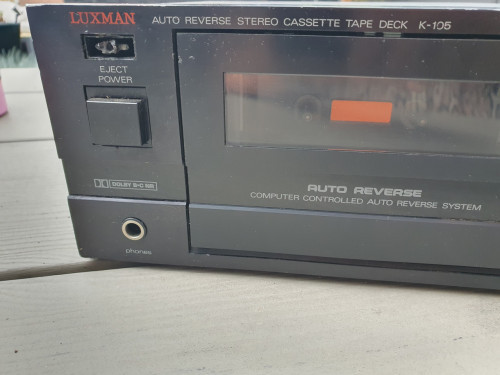 LUXMAN AUTO REVERSE STEREO CASSETTE TAPE DECK K-105
EJECT
POWER
DOLBY B-C NR
AUTO REVERSE
COMPUTER CONTROLLED AUTO REVERSE SYSTEM
phones